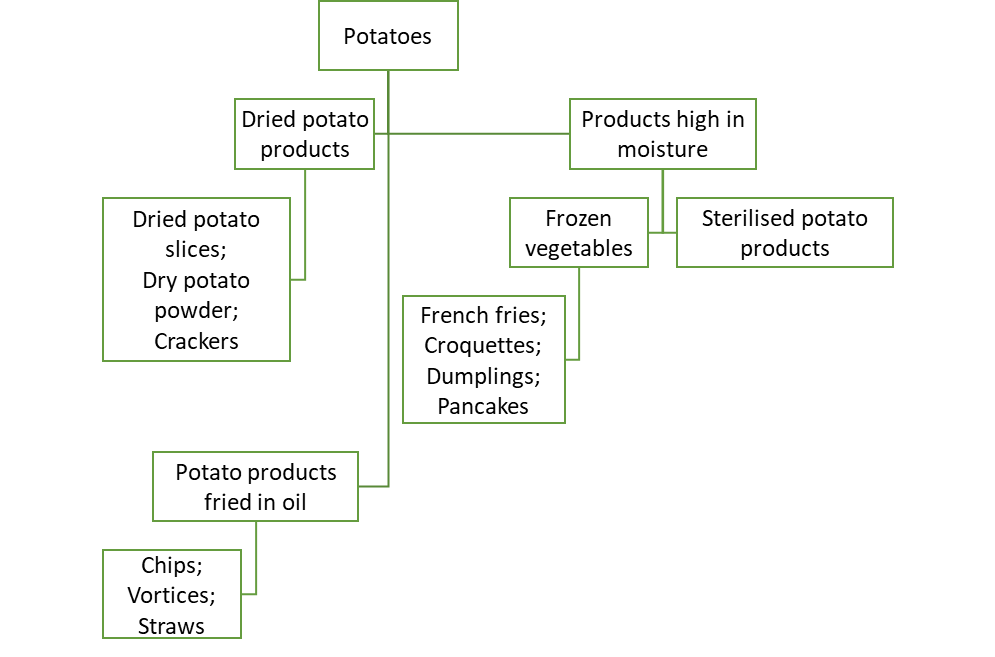 Potatoes
Dried potato
products
Products high in
moisture
Dried potato
slices;
Dry potato
powder;
Crackers
Frozen
vegetables
Sterilised potato
products
French fries;
Croquettes;
Dumplings;
Pancakes
Potato products
fried in oil
Chips;
Vortices;
Straws